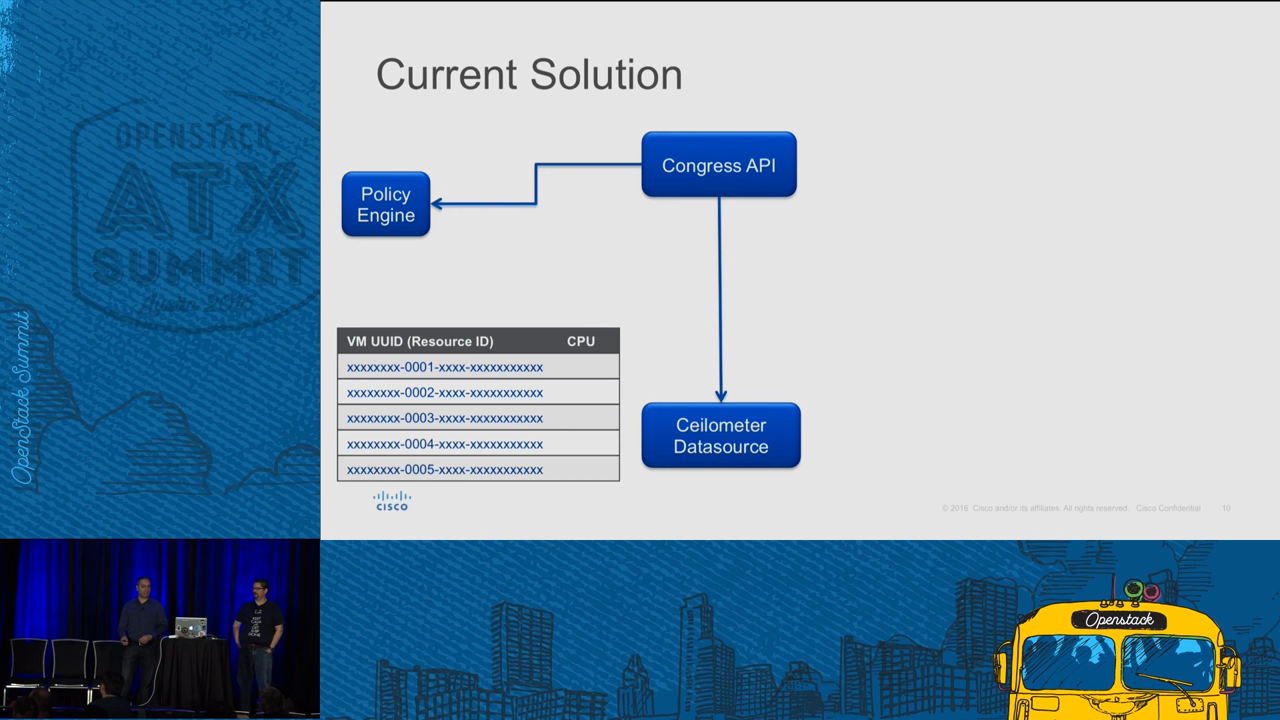 OPENSTACK
ATX
SUMMIT
Austin 2016
OpenStack Summit
Current Solution
Congress API
Policy
Engine
VM UUID (Resource ID) CPU
xxxxxxxx-0001-xxxx-xxxxxxxxxxx
xxxxxxxx-0002-xxxx-xxxxxxxxxxx
xxxxxxxx-0003-xxxx-xxxxxxxxxxx
xxxxxxxx-0004-xxxx-xxxxxxxxxxx
xxxxxxxx-0005-xxxx-xxxxxxxxxxx
Ceilometer
Datasource
CISCO
© 2016 Cisco and/or its affiliates. All rights reserved. Cisco Confidential 10
Openstack